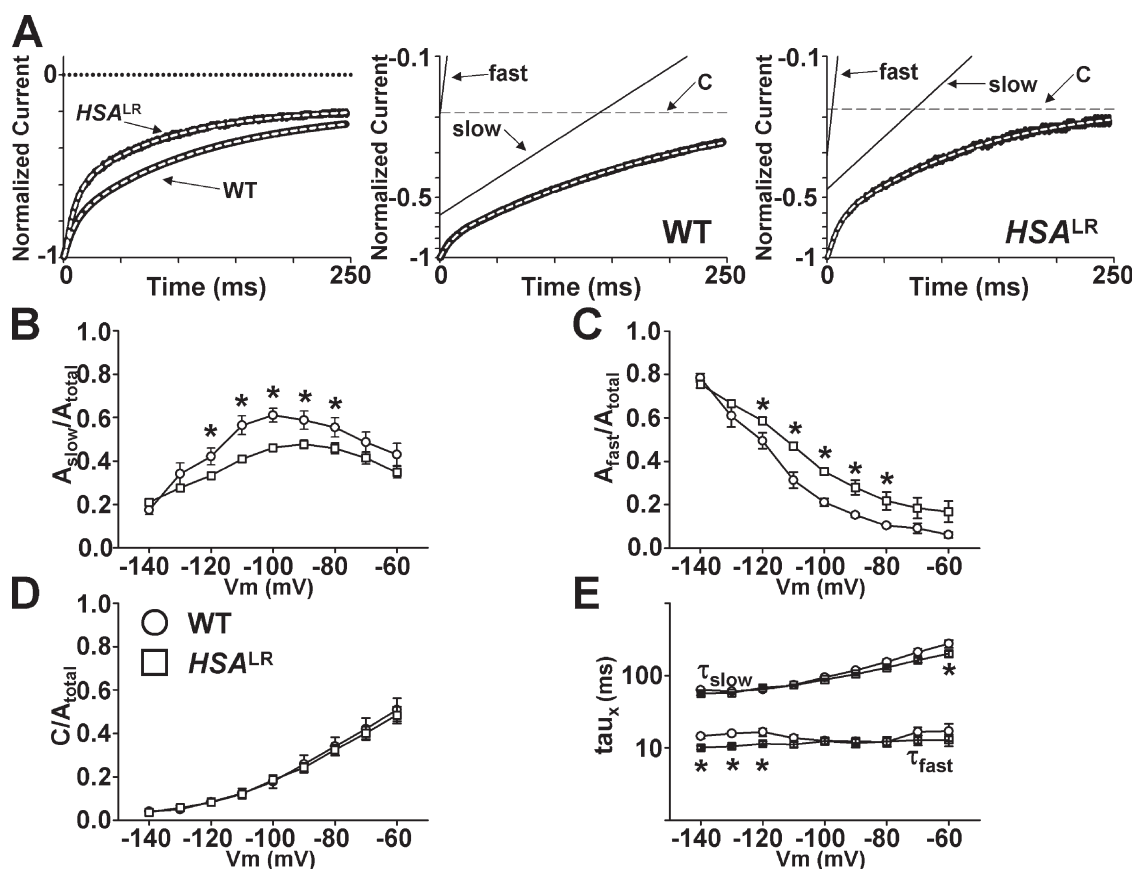 A
Normalized Current
0
-1
HSA^LR
WT
0
250
Time (ms)
Normalized Current
-0.1
-0.5
-1
fast
slow
C
WT
0
250
Time (ms)
Normalized Current
-0.1
-0.5
-1
fast
slow
C
HSA^LR
0
250
Time (ms)
B
A_slow/A_total
1.0
0.8
0.6
0.4
0.2
0.0
* * * * *
-140 -120 -100 -80 -60
Vm (mV)
C
A_fast/A_total
1.0
0.8
0.6
0.4
0.2
0.0
* * * * *
-140 -120 -100 -80 -60
Vm (mV)
D
C/A_total
1.0
0.8
0.6
0.4
0.2
0.0
WT
HSA^LR
-140 -120 -100 -80 -60
Vm (mV)
E
tau_x (ms)
100
10
τ_slow
*
τ_fast
* * *
-140 -120 -100 -80 -60
Vm (mV)